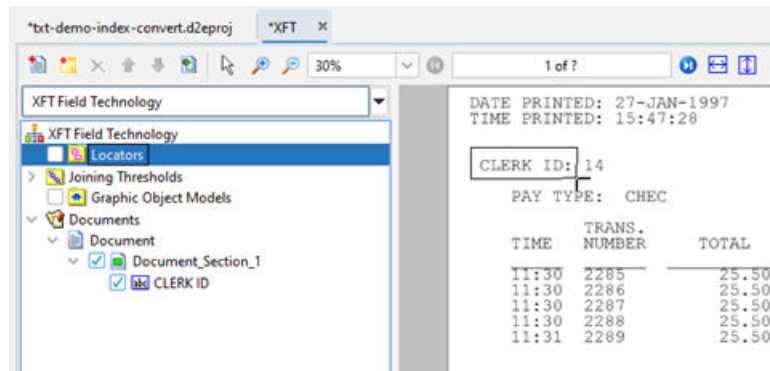 *txt-demo-index-convert.d2eproj
*XFT
30%
1 of ?
XFT Field Technology
XFT Field Technology
Locators
Joining Thresholds
Graphic Object Models
Documents
Document
Document_Section_1
abc CLERK ID
DATE PRINTED: 27-JAN-1997
TIME PRINTED: 15:47:28
CLERK ID: 14
PAY TYPE: CHEC
TRANS.
TIME NUMBER TOTAL
11:30 2285 25.50
11:30 2286 25.50
11:30 2287 25.50
11:30 2288 25.50
11:31 2289 25.50